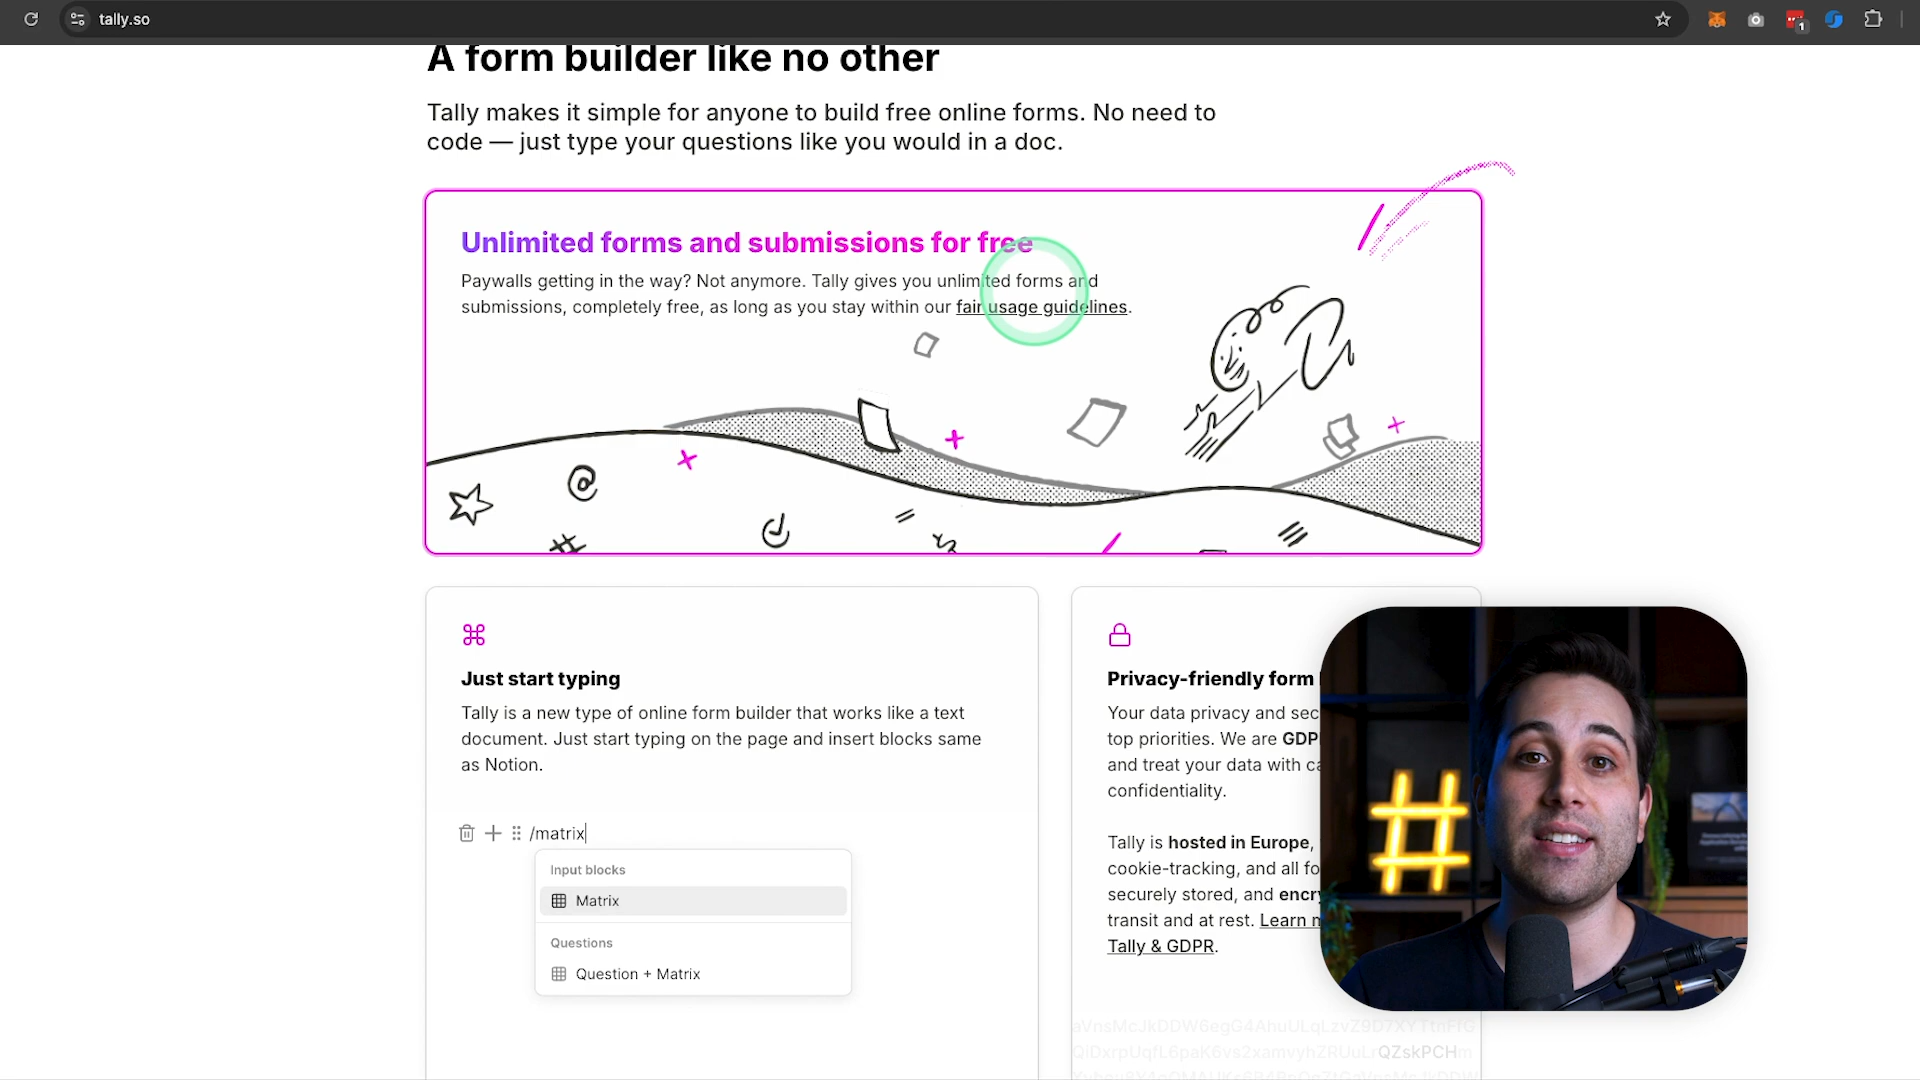 tally.so
1
A form builder like no other
Tally makes it simple for anyone to build free online forms. No need to
code — just type your questions like you would in a doc.
Unlimited forms and submissions for free
Paywalls getting in the way? Not anymore. Tally gives you unlimited forms and
submissions, completely free, as long as you stay within our fair usage guidelines.
Just start typing
Tally is a new type of online form builder that works like a text
document. Just start typing on the page and insert blocks same
as Notion.
/matrix
Input blocks
Matrix
Questions
Question + Matrix
Privacy-friendly form
Your data privacy and
top priorities. We are
and treat your data with
confidentiality.
Tally is hosted in Europe,
cookie-tracking, and all
securely stored, and
transit and at rest. Learn
Tally & GDPR.
QZskPCH